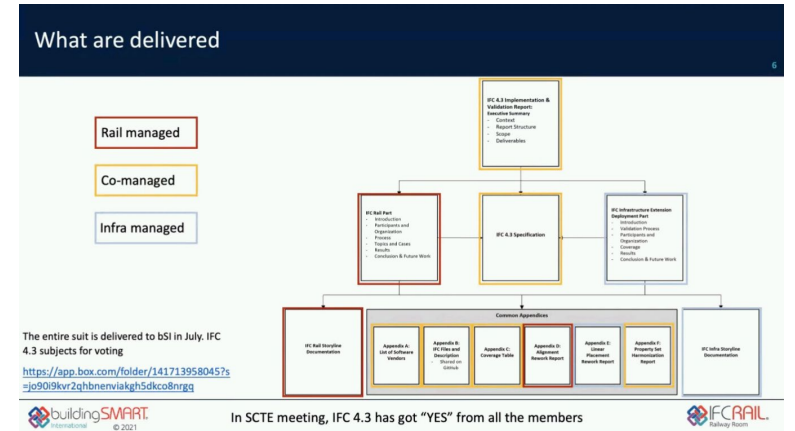 What are delivered
6
Rail managed
Co-managed
Infra managed
IFC 4.3 Implementation &
Validation Report:
Executive Summary
- Context
- Report Structure
- Scope
- Deliverables
IFC Rail Part
- Introduction
- Participants and
Organization
- Process
- Topics and Cases
- Results
- Conclusion & Future Work
IFC 4.3 Specification
IFC Infrastructure Extension
Deployment Part
- Introduction
- Validation Process
- Participants and
Organization
- Coverage
- Results
- Conclusion & Future Work
Common Appendices
IFC Rail Storyline
Documentation
Appendix A:
List of Software
Vendors
Appendix B:
IFC Files and
Description
- Shared on
GitHub
Appendix C:
Coverage Table
Appendix D:
Alignment
Rework Report
Appendix E:
Linear
Placement
Rework Report
Appendix F:
Property Set
Harmonization
Report
IFC Infra Storyline
Documentation
The entire suit is delivered to bSI in July. IFC
4.3 subjects for voting
https://app.box.com/folder/141713958045?s
=jo90i9kvr2qhbnenviakgh5dkco8nrgq
buildingSMART.
International
© 2021
In SCTE meeting, IFC 4.3 has got “YES” from all the members
IFCRAIL.
Railway Room